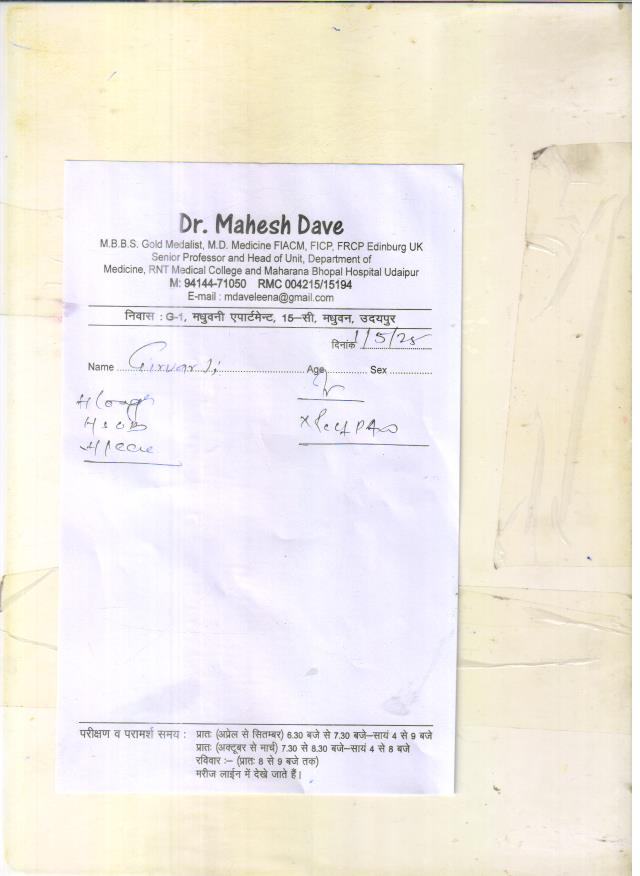 Dr. Mahesh Dave
M.B.B.S. Gold Medalist, M.D. Medicine FIACM, FICP, FRCP Edinburg UK
Senior Professor and Head of Unit, Department of
Medicine, RNT Medical College and Maharana Bhopal Hospital Udaipur
M: 94144-71050 RMC 004215/15194
E-mail : mdaveleena@gmail.com
निवास : G-1, मधुवनी एपार्टमेन्ट, 15–सी, मधुवन, उदयपुर
दिनांक 1/5/25
Name Girvar Ji Age Sex
X Ray PA
परीक्षण व परामर्श समय : प्रातः (अप्रेल से सितम्बर) 6.30 बजे से 7.30 बजे–सायं 4 से 9 बजे
प्रातः (अक्टूबर से मार्च) 7.30 से 8.30 बजे–सायं 4 से 8 बजे
रविवार :– (प्रातः 8 से 9 बजे तक)
मरीज लाईन में देखे जाते हैं।